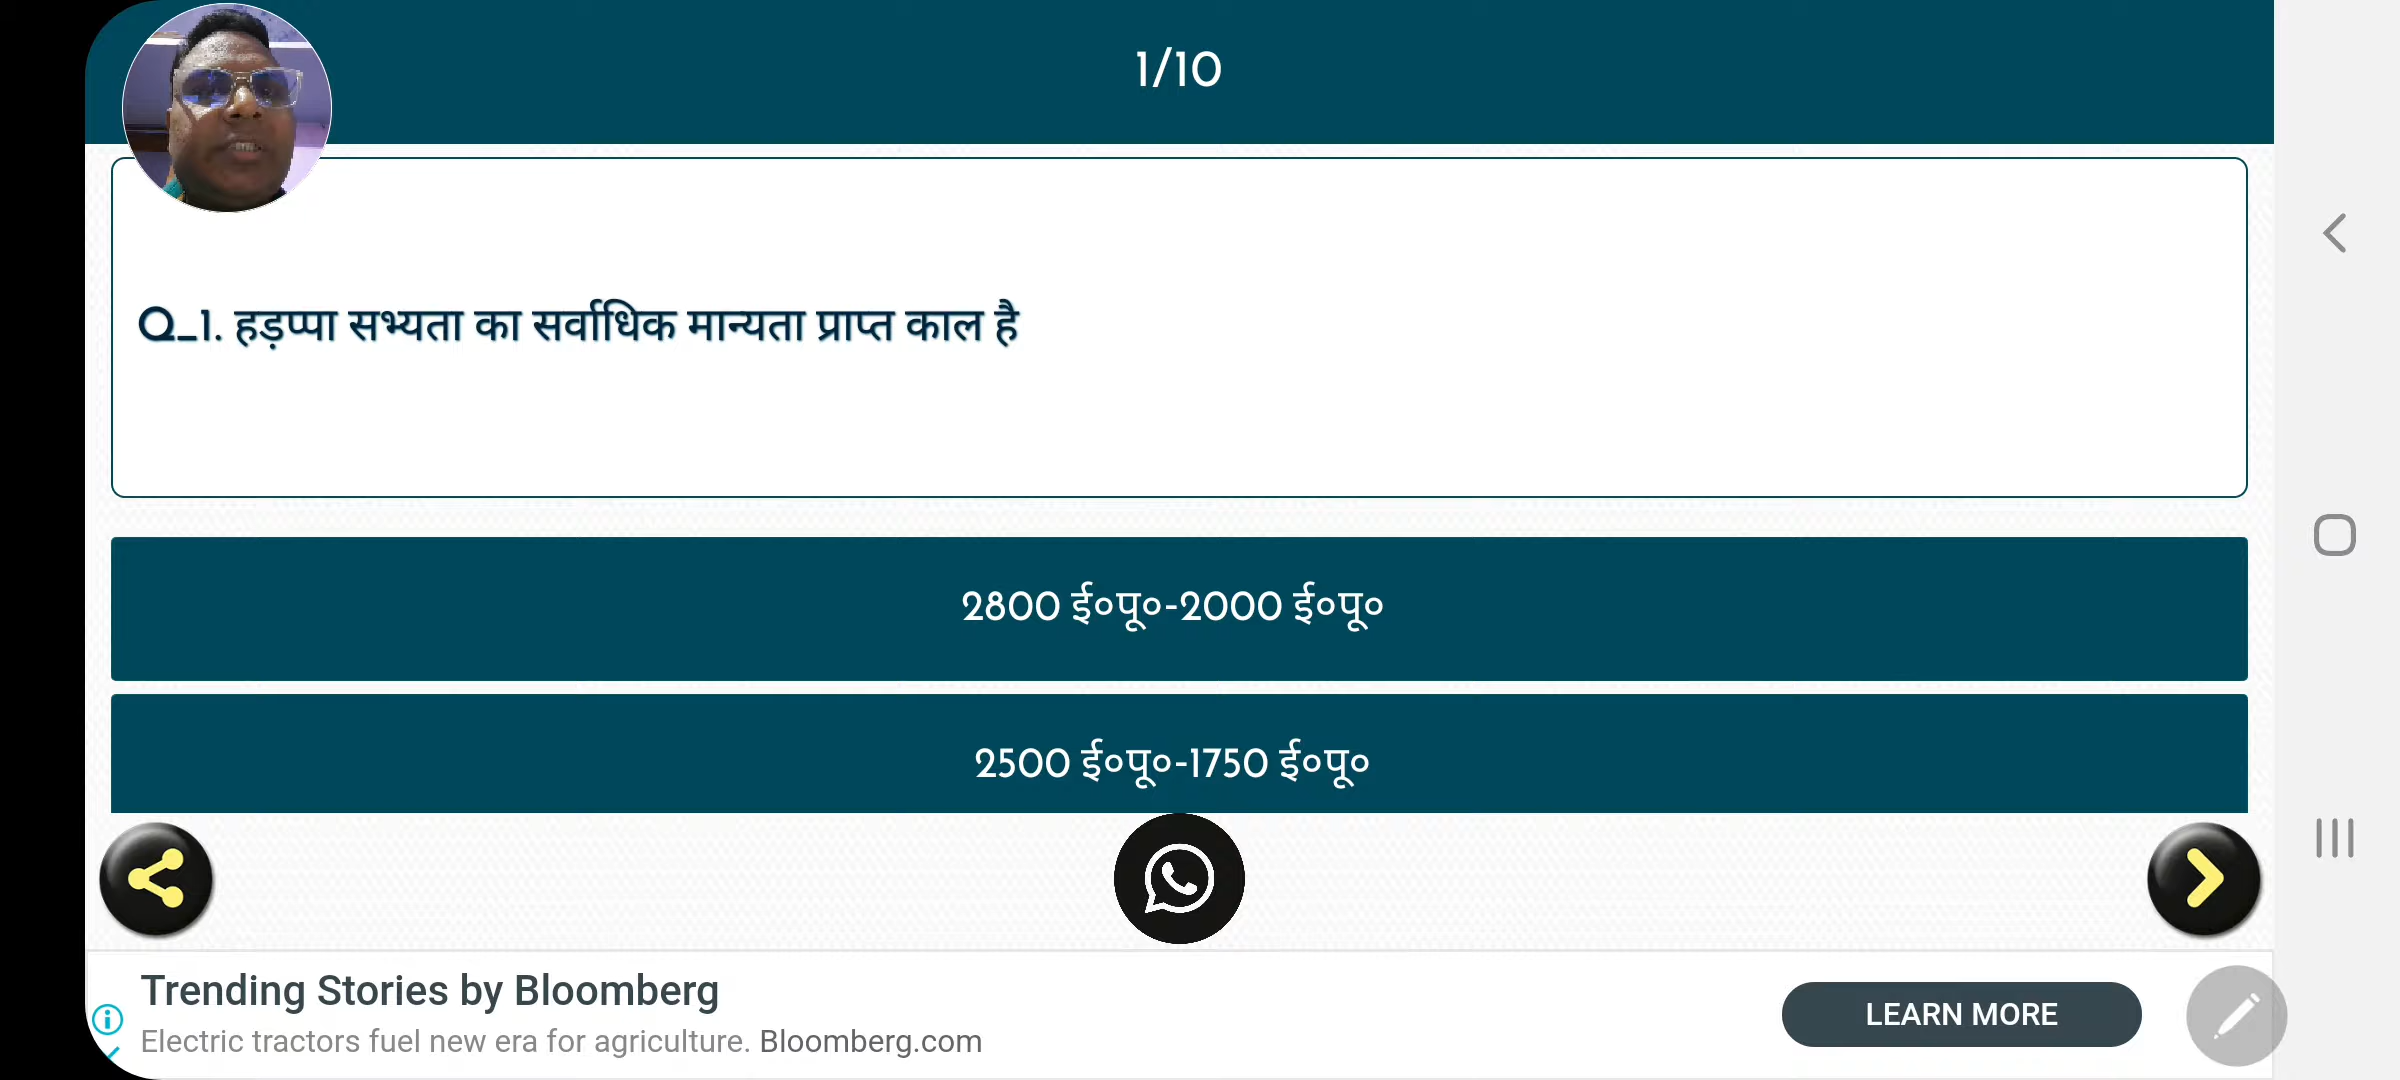 1/10
Q_1. हड़प्पा सभ्यता का सर्वाधिक मान्यता प्राप्त काल है
2800 ई०पू०-2000 ई०पू०
2500 ई०पू०-1750 ई०पू०
Trending Stories by Bloomberg
Electric tractors fuel new era for agriculture. Bloomberg.com
LEARN MORE